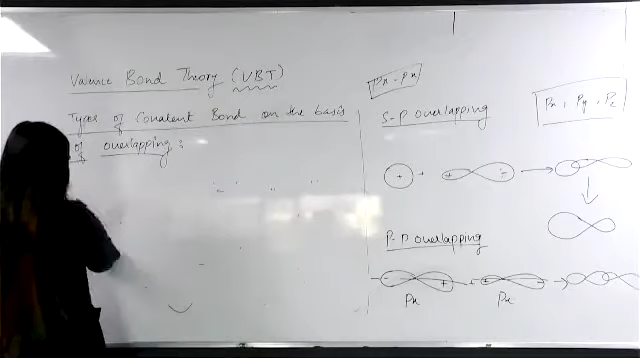 Valence Bond Theory (VBT)
Types of Covalent Bond on the basis
of overlapping :
Px - Px
S-P overlapping
Px , Py , Pz
+ + + - →
P-P overlapping
- + + - →
Px Px